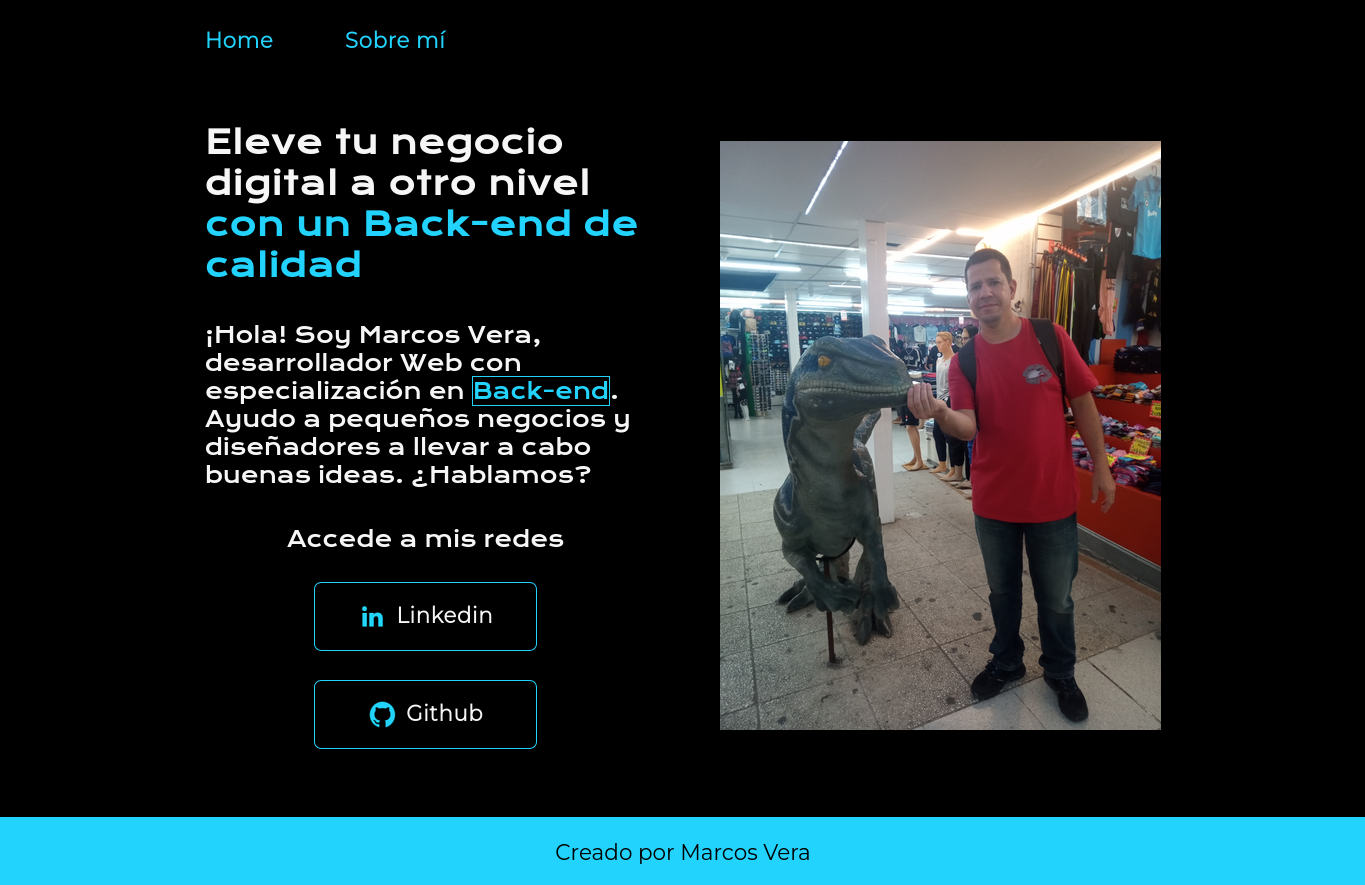 Home
Sobre mí
Eleve tu negocio
digital a otro nivel
con un Back-end de
calidad
¡Hola! Soy Marcos Vera,
desarrollador Web con
especialización en Back-end.
Ayudo a pequeños negocios y
diseñadores a llevar a cabo
buenas ideas. ¿Hablamos?
Accede a mis redes
Linkedin
Github
Creado por Marcos Vera